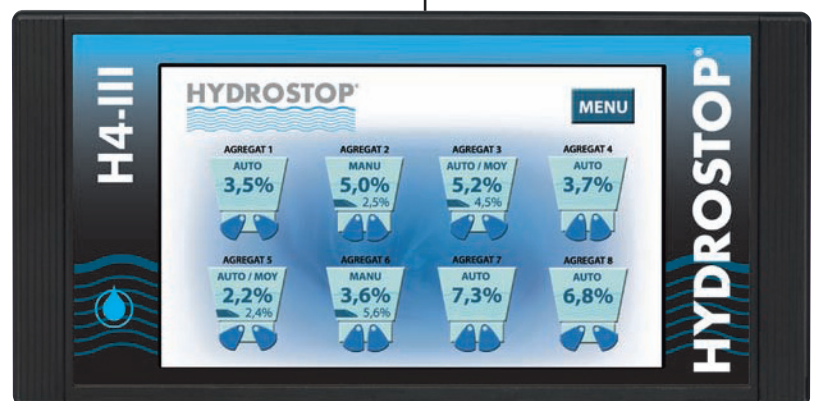 H4-III
HYDROSTOP®
MENU
AGREGAT 1
AUTO
3,5%
AGREGAT 2
MANU
5,0%
2,5%
AGREGAT 3
AUTO / MOY
5,2%
4,5%
AGREGAT 4
AUTO
3,7%
AGREGAT 5
AUTO / MOY
2,2%
2,4%
AGREGAT 6
MANU
3,6%
5,6%
AGREGAT 7
AUTO
7,3%
AGREGAT 8
AUTO
6,8%
HYDROSTOP®